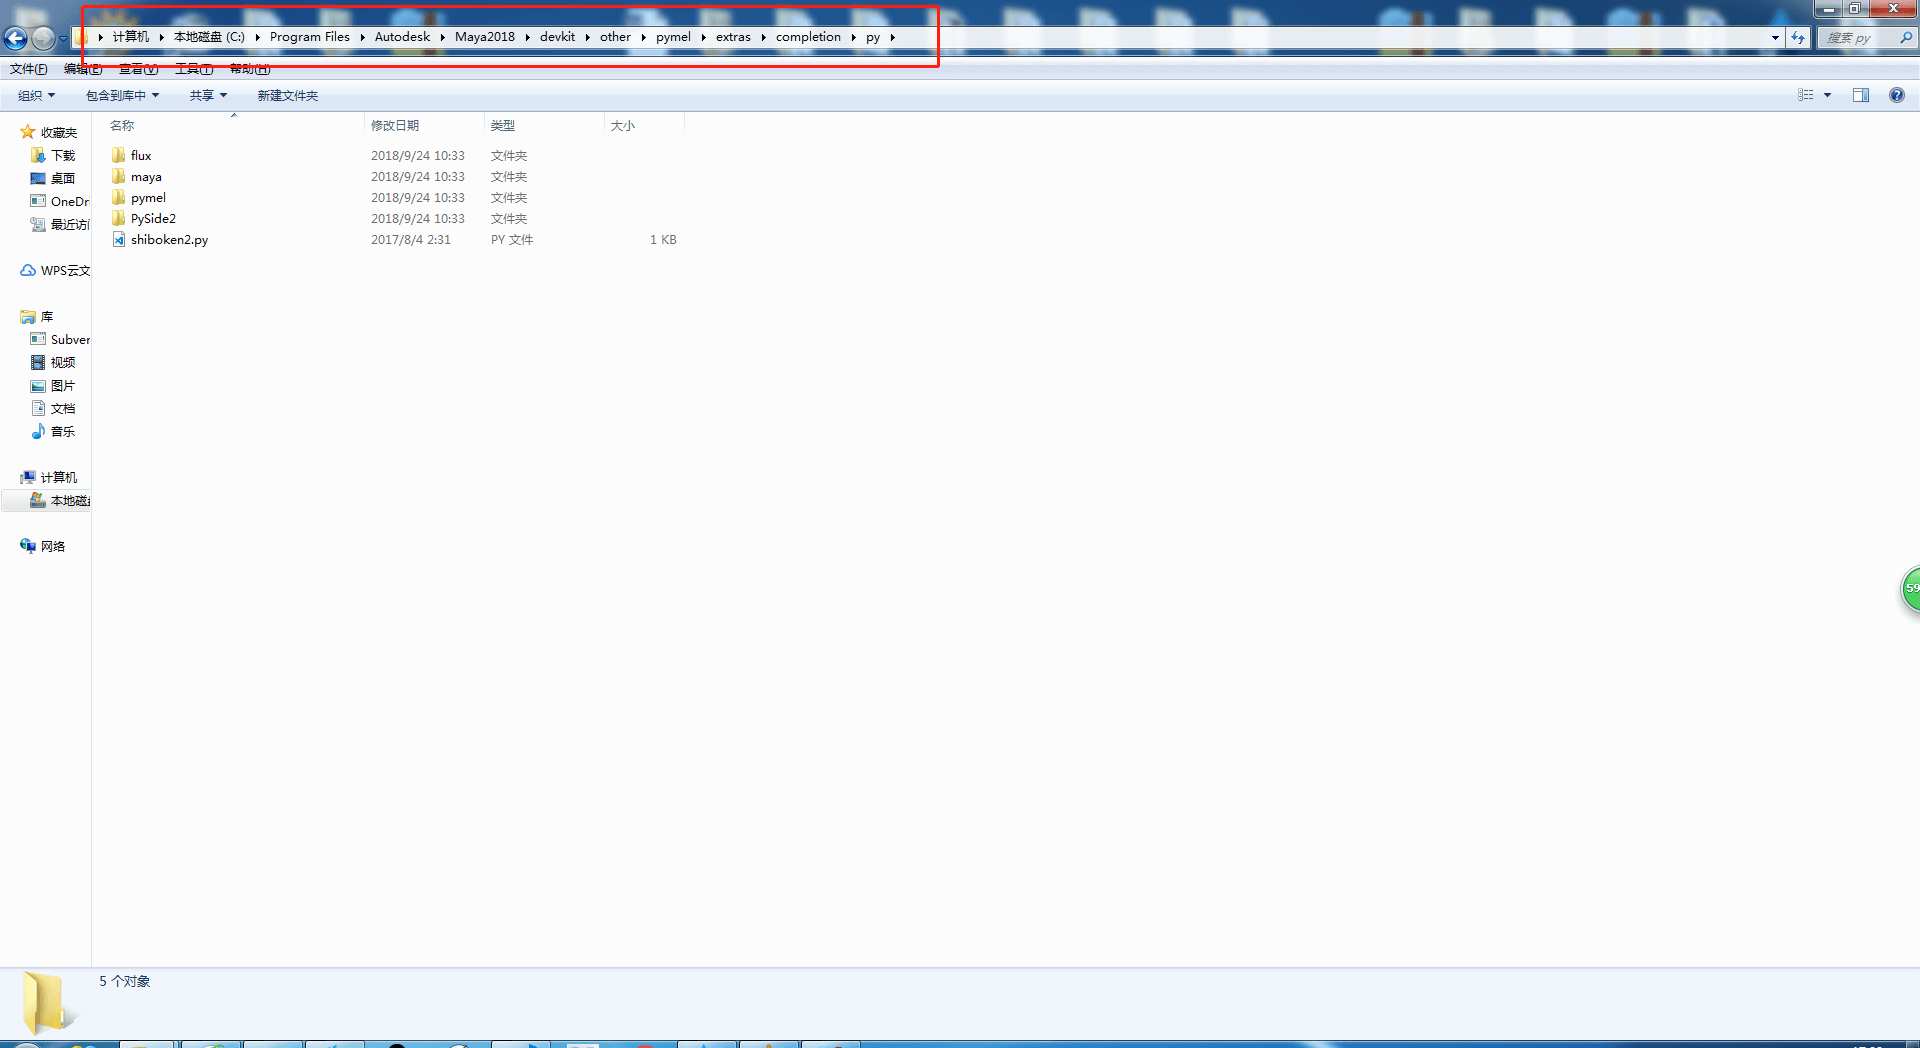 计算机 本地磁盘 (C:) Program Files Autodesk Maya2018 devkit other pymel extras completion py
搜索 py
文件(F) 编辑(E) 查看(V) 工具(T) 帮助(H)
组织 包含到库中 共享 新建文件夹
名称 修改日期 类型 大小
收藏夹
下载
桌面
OneDr
最近访
WPS云文
库
Subver
视频
图片
文档
音乐
计算机
本地磁
网络
flux 2018/9/24 10:33 文件夹
maya 2018/9/24 10:33 文件夹
pymel 2018/9/24 10:33 文件夹
PySide2 2018/9/24 10:33 文件夹
shiboken2.py 2017/8/4 2:31 PY 文件 1 KB
59
5 个对象